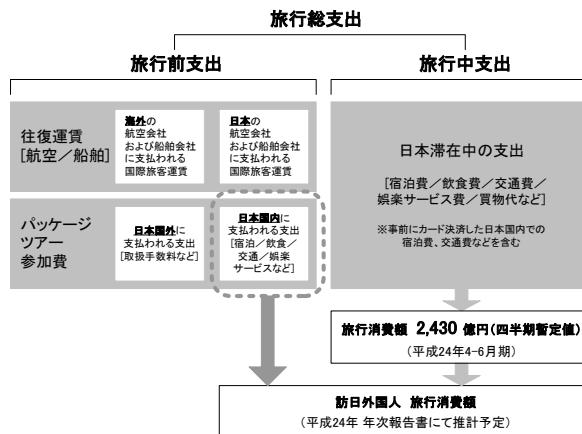 旅行総支出
旅行前支出
旅行中支出
往復運賃
[航空／船舶]
海外の
航空会社
および船舶会社
に支払われる
国際旅客運賃
日本の
航空会社
および船舶会社
に支払われる
国際旅客運賃
パッケージ
ツアー
参加費
日本国外に
支払われる支出
[取扱手数料など]
日本国内に
支払われる支出
[宿泊／飲食／
交通／娯楽
サービスなど]
日本滞在中の支出
[宿泊費／飲食費／交通費／
娯楽サービス費／買物代など]
※事前にカード決済した日本国内での
宿泊費、交通費などを含む
旅行消費額 2,430 億円(四半期暫定値)
(平成24年4-6月期)
訪日外国人 旅行消費額
(平成24年 年次報告書にて推計予定)